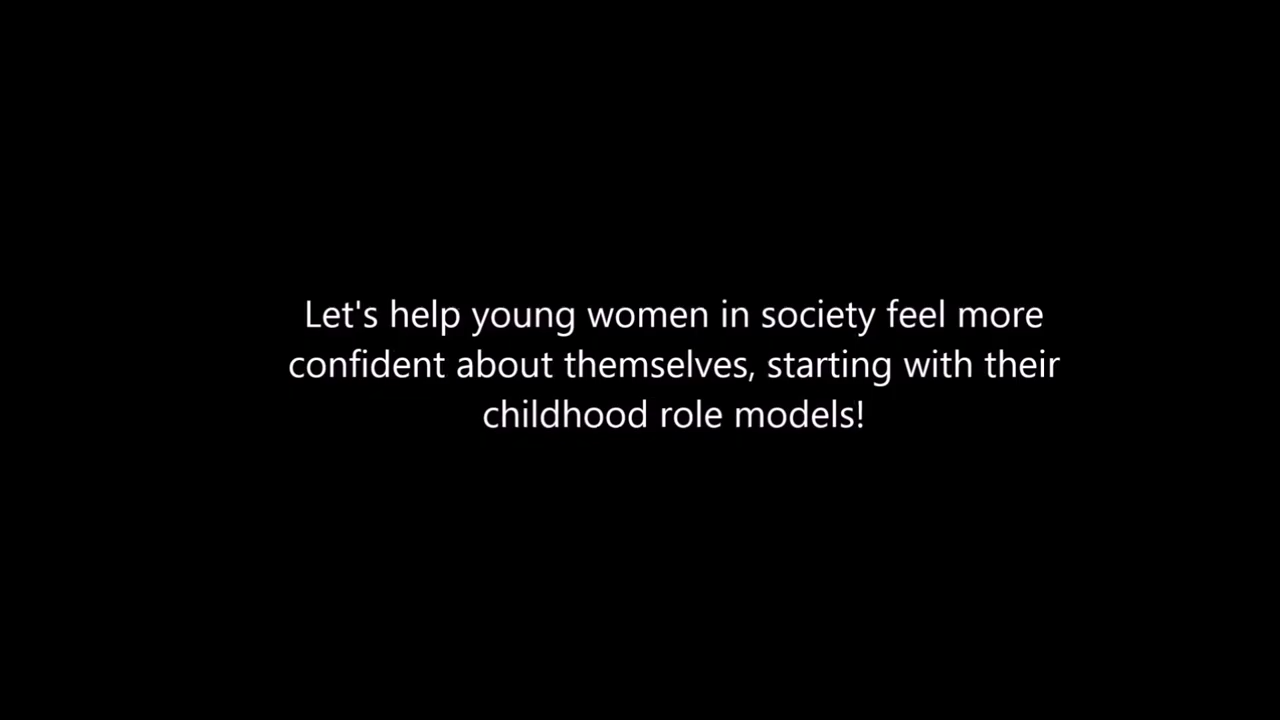 Let's help young women in society feel more
confident about themselves, starting with their
childhood role models!